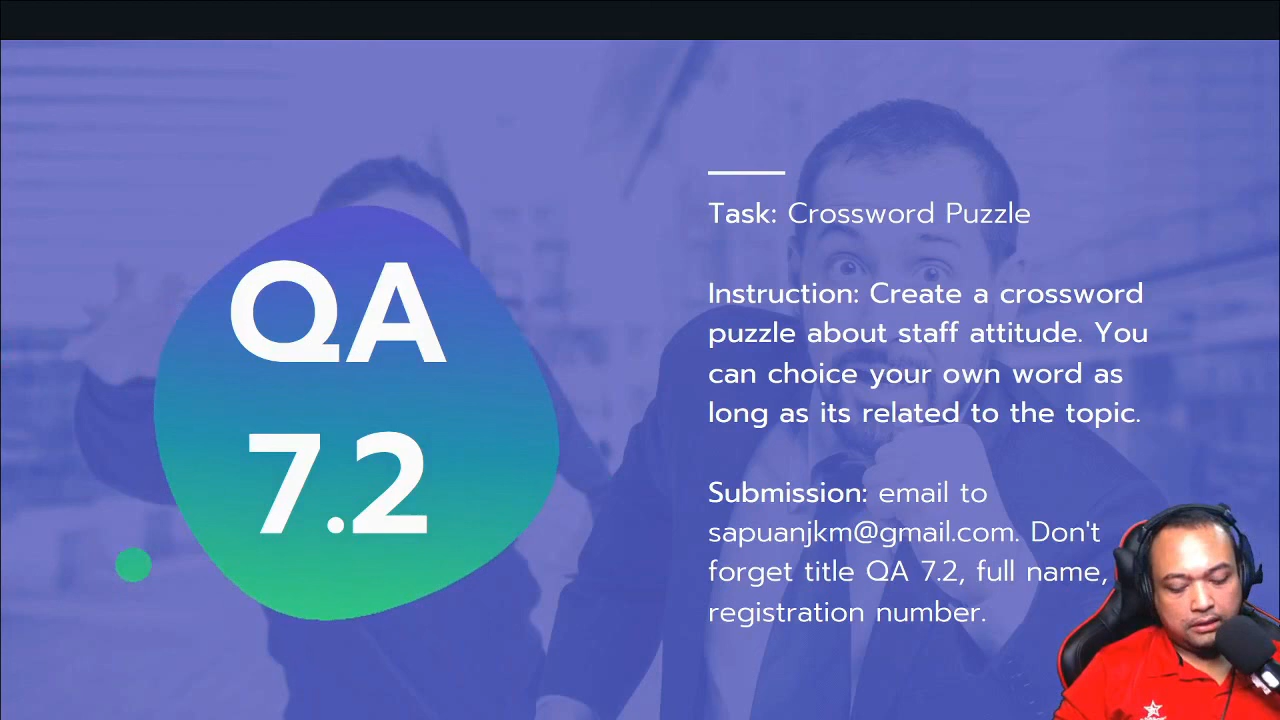 QA
7.2
Task: Crossword Puzzle
Instruction: Create a crossword
puzzle about staff attitude. You
can choice your own word as
long as its related to the topic.
Submission: email to
sapuanjkm@gmail.com. Don't
forget title QA 7.2, full name,
registration number.